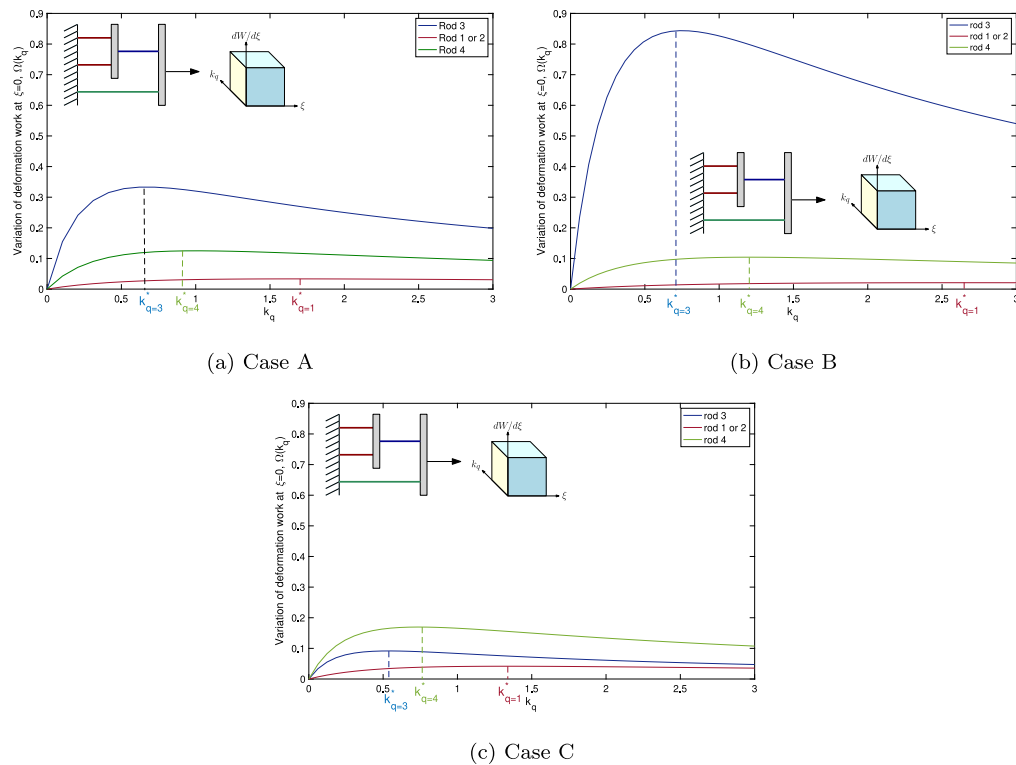 Variation of deformation work at ξ=0, Ω(k_q)
0.9
0.8
0.7
0.6
0.5
0.4
0.3
0.2
0.1
0
0 0.5 1 1.5 2 2.5 3
k*_q=3 k*_q=4 k*_q=1
k_q
dW/dξ
k_q
ξ
Rod 3
Rod 1 or 2
Rod 4
(a) Case A
Variation of deformation work at ξ=0, Ω(k_q)
0.9
0.8
0.7
0.6
0.5
0.4
0.3
0.2
0.1
0
0 0.5 1 1.5 2 2.5 3
k*_q=3 k*_q=4 k*_q=1
k_q
dW/dξ
k_q
ξ
rod 3
rod 1 or 2
rod 4
(b) Case B
Variation of deformation work at ξ=0, Ω(k_q)
0.9
0.8
0.7
0.6
0.5
0.4
0.3
0.2
0.1
0
0 0.5 1 1.5 2 2.5 3
k*_q=3 k*_q=4 k*_q=1 k_q
dW/dξ
k_q
ξ
rod 3
rod 1 or 2
rod 4
(c) Case C